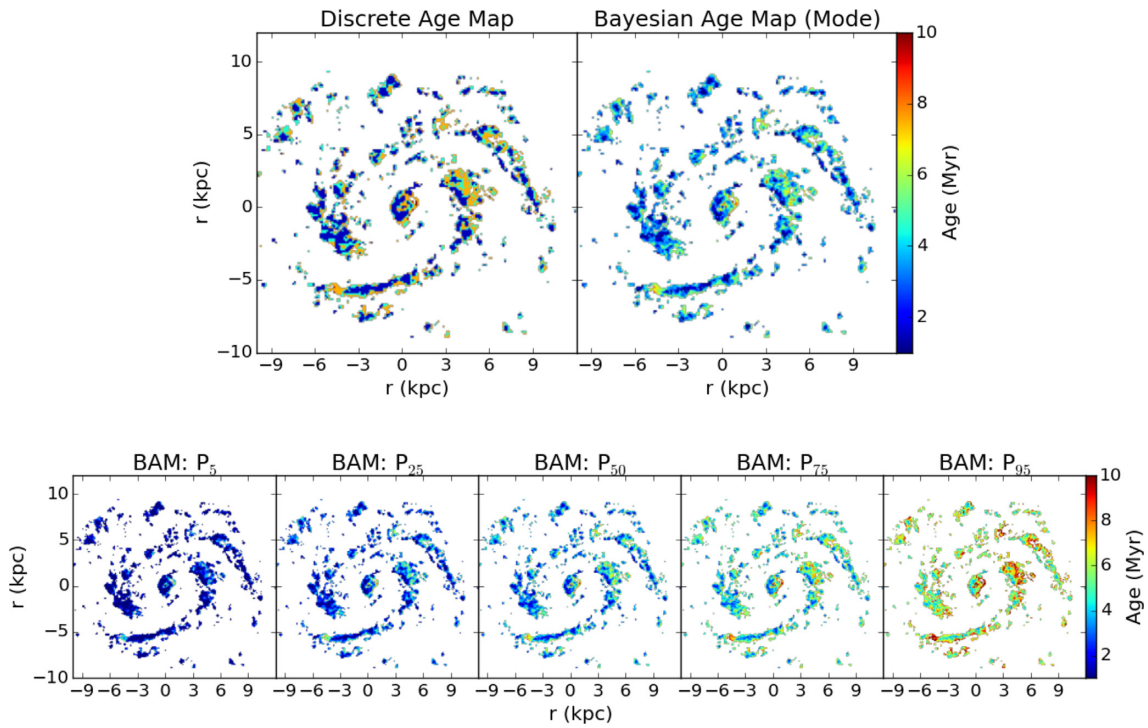 Discrete Age Map
Bayesian Age Map (Mode)
10
5
0
−5
−10
r (kpc)
−9 −6 −3 0 3 6 9
−9 −6 −3 0 3 6 9
r (kpc)
r (kpc)
10
8
6
4
2
Age (Myr)
BAM: P5
BAM: P25
BAM: P50
BAM: P75
BAM: P95
10
5
0
−5
−10
r (kpc)
−9 −6 −3 0 3 6 9
−9 −6 −3 0 3 6 9
−9 −6 −3 0 3 6 9
−9 −6 −3 0 3 6 9
−9 −6 −3 0 3 6 9
r (kpc)
10
8
6
4
2
Age (Myr)